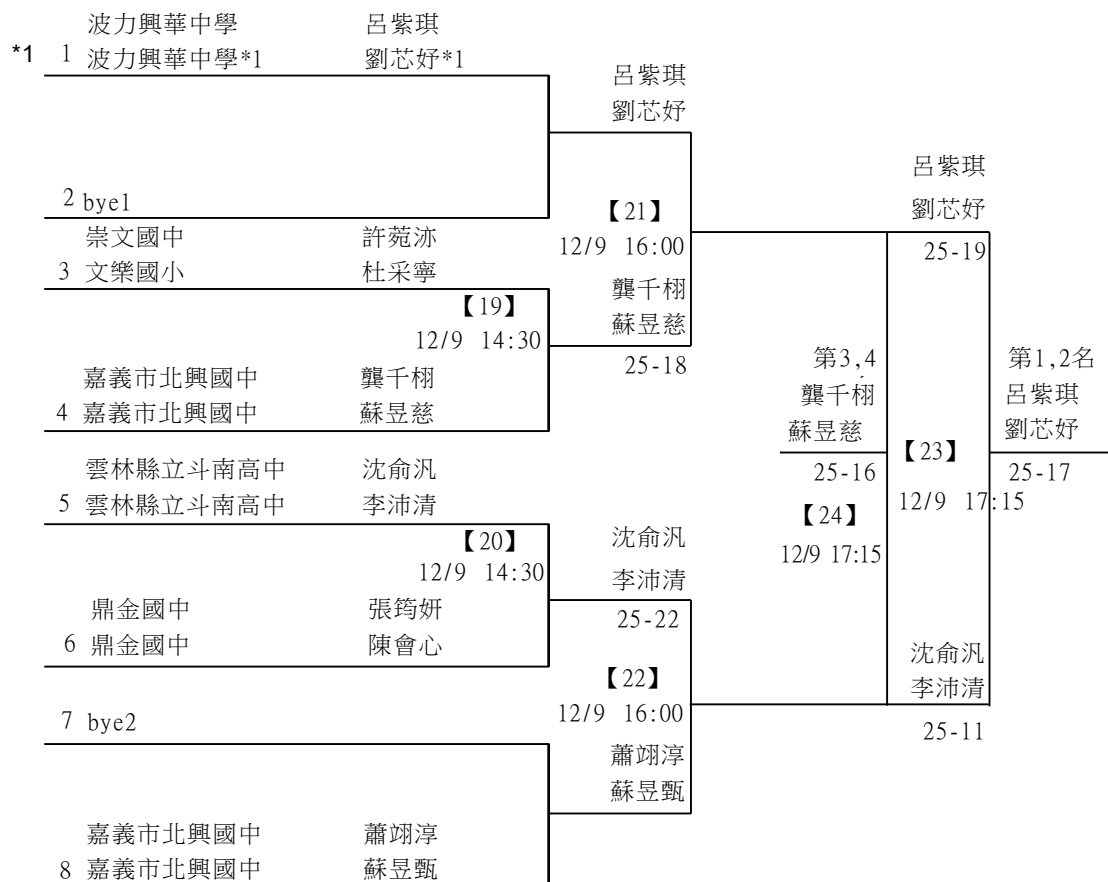 波力興華中學 呂紫琪
*1 1 波力興華中學*1 劉芯妤*1
呂紫琪
劉芯妤
呂紫琪
劉芯妤
2 bye1
【21】
崇文國中 許菀洂
12/9 16:00
25-19
3 文樂國小 杜采寧
龔千栩
【19】
蘇昱慈
12/9 14:30
25-18
第3,4
第1,2名
嘉義市北興國中 龔千栩
龔千栩
呂紫琪
4 嘉義市北興國中 蘇昱慈
蘇昱慈
劉芯妤
【23】
雲林縣立斗南高中 沈俞汎
25-16
25-17
5 雲林縣立斗南高中 李沛清
12/9 17:15
【24】
【20】
沈俞汎
12/9 17:15
12/9 14:30
李沛清
鼎金國中 張筠妍
25-22
6 鼎金國中 陳會心
沈俞汎
【22】
李沛清
7 bye2
12/9 16:00
25-11
蕭翊淳
蘇昱甄
嘉義市北興國中 蕭翊淳
8 嘉義市北興國中 蘇昱甄